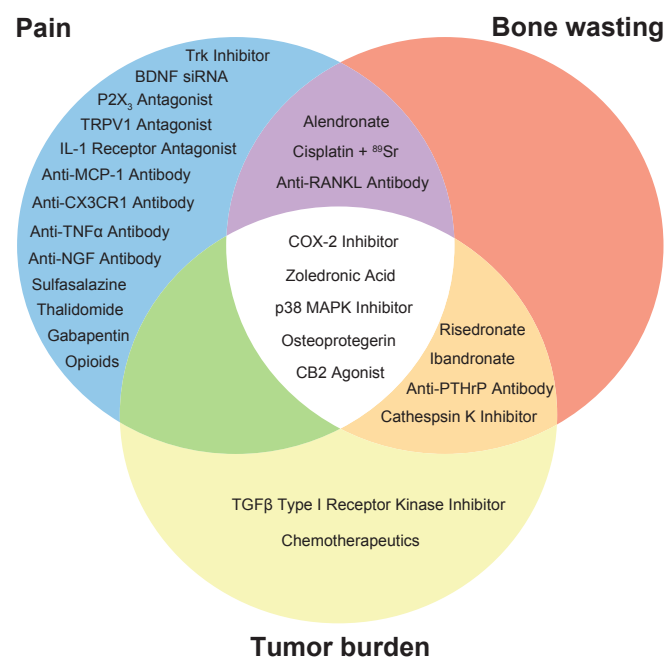 Pain
Bone wasting
Trk Inhibitor
BDNF siRNA
P2X₃ Antagonist
TRPV1 Antagonist
IL-1 Receptor Antagonist
Anti-MCP-1 Antibody
Anti-CX3CR1 Antibody
Anti-TNFα Antibody
Anti-NGF Antibody
Sulfasalazine
Thalidomide
Gabapentin
Opioids
Alendronate
Cisplatin + ⁸⁹Sr
Anti-RANKL Antibody
COX-2 Inhibitor
Zoledronic Acid
p38 MAPK Inhibitor
Osteoprotegerin
CB2 Agonist
Risedronate
Ibandronate
Anti-PTHrP Antibody
Cathespsin K Inhibitor
TGFβ Type I Receptor Kinase Inhibitor
Chemotherapeutics
Tumor burden